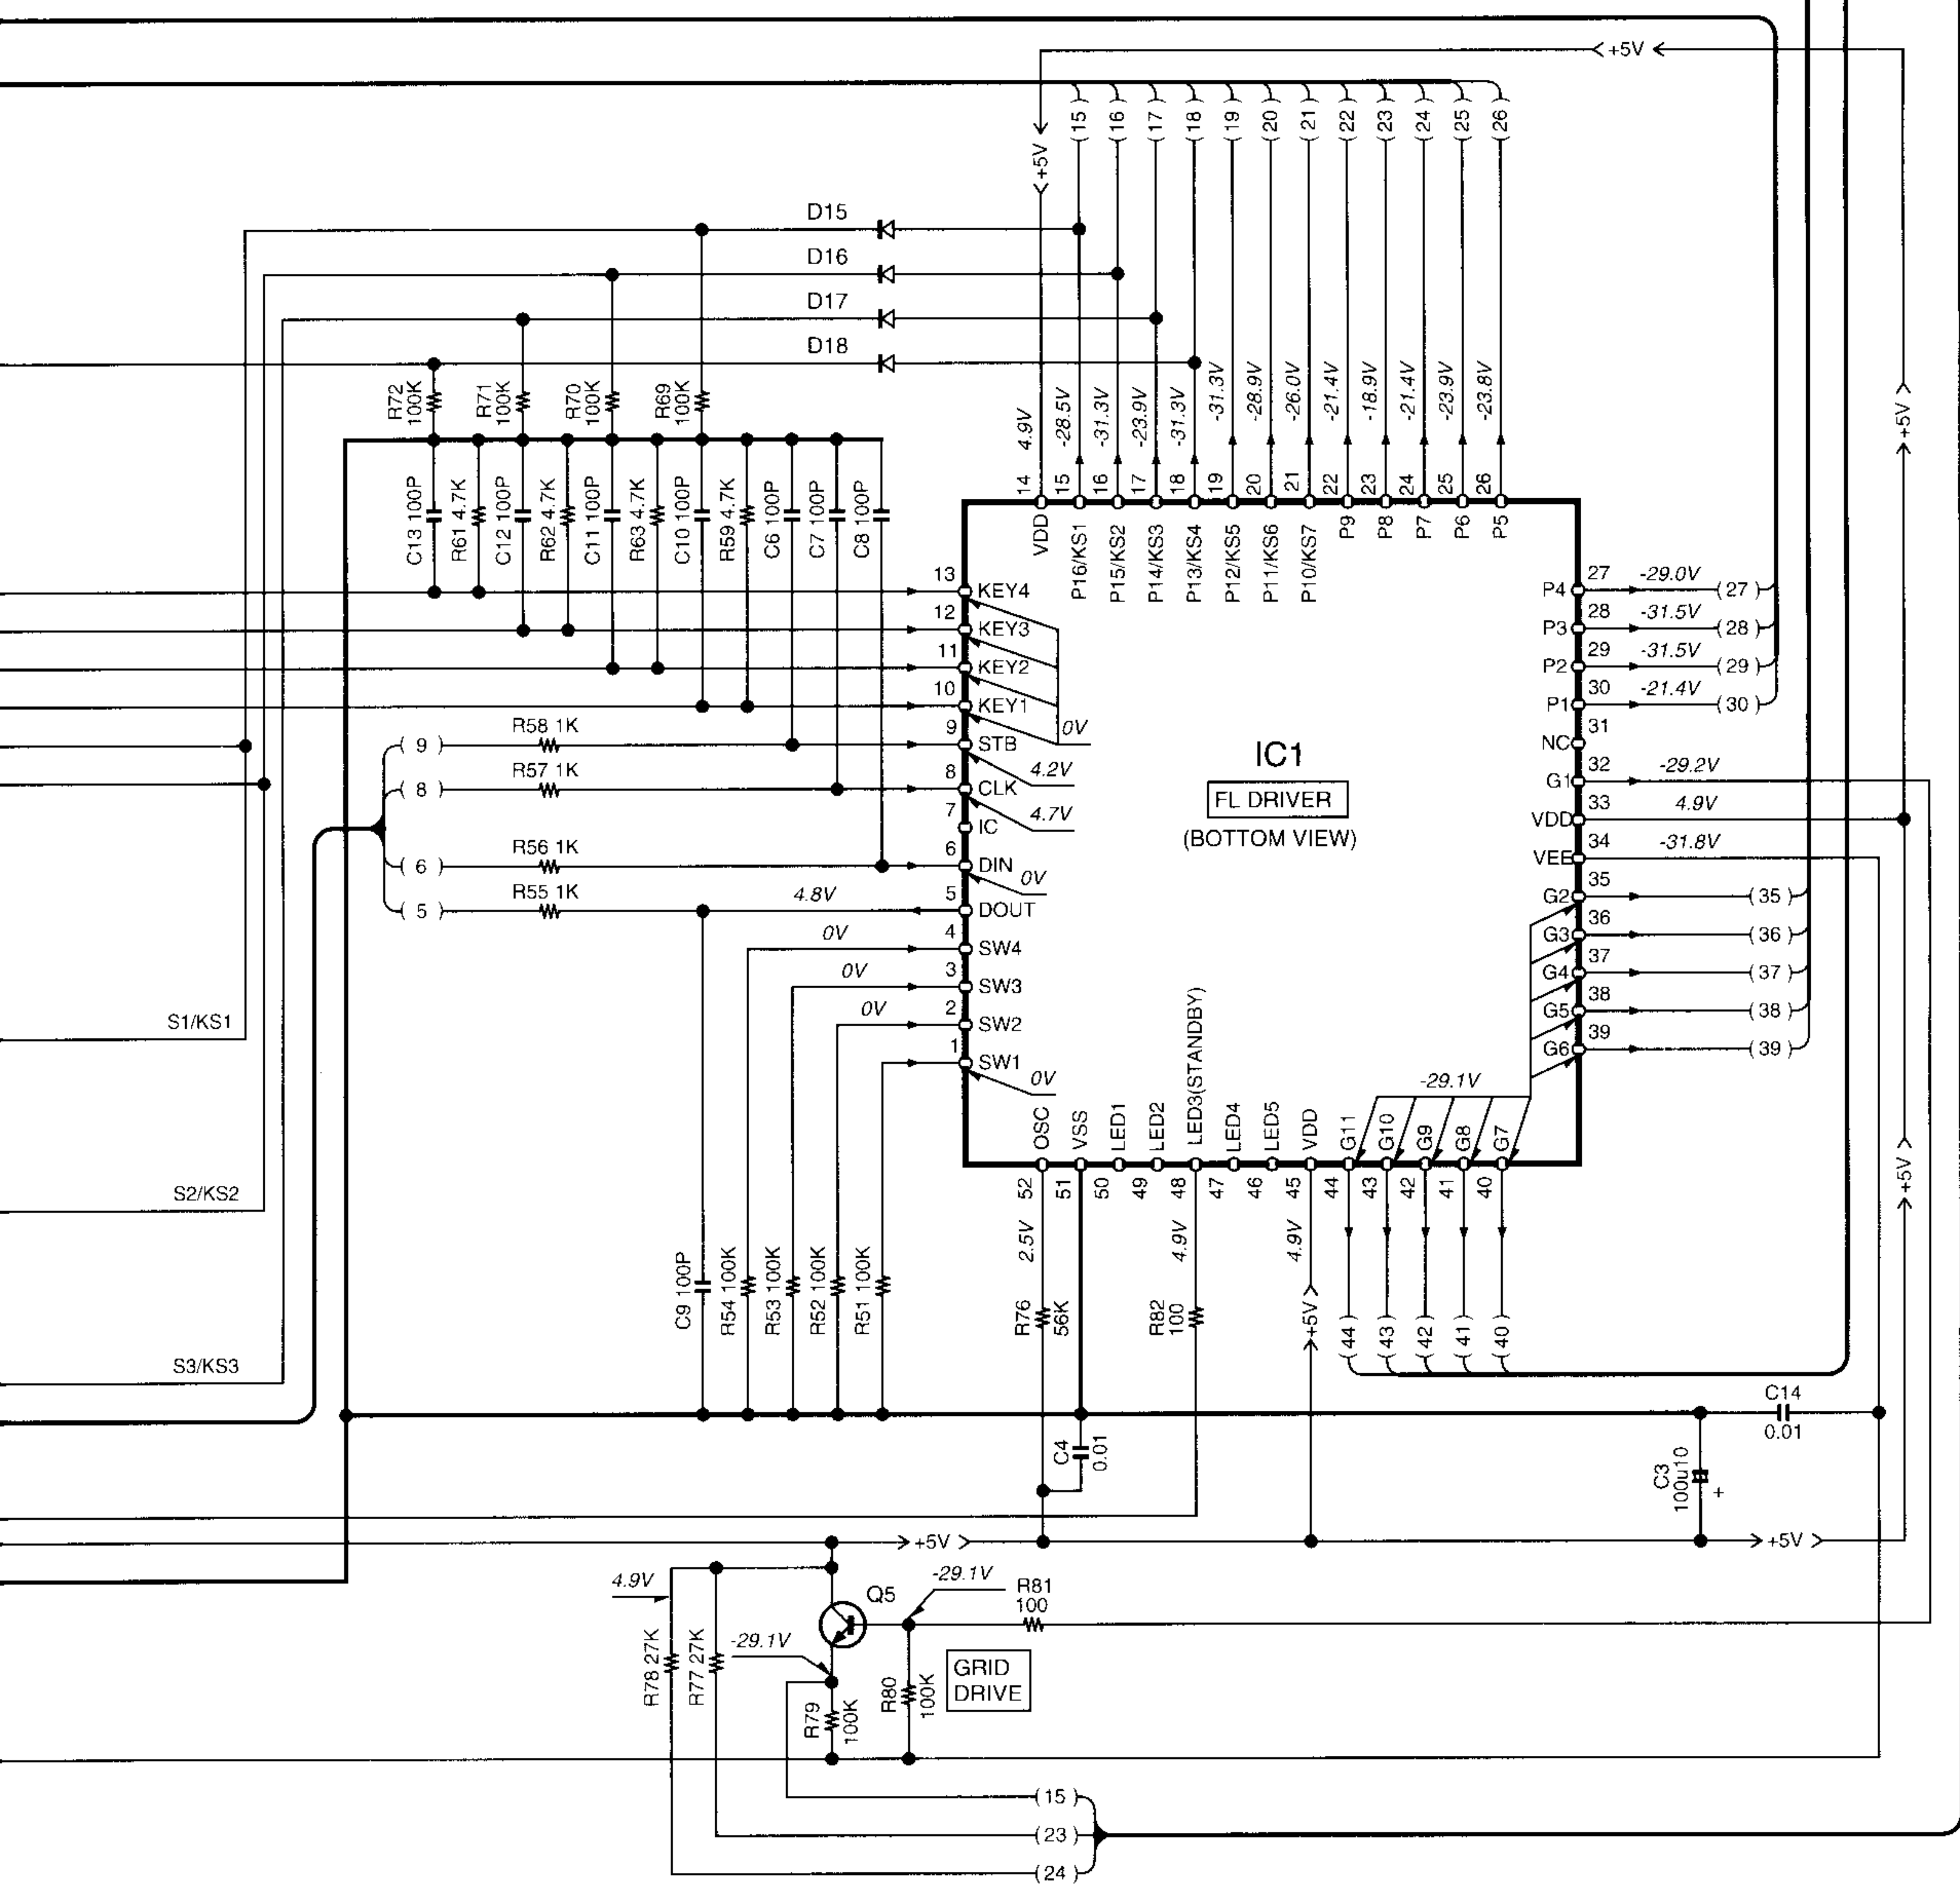 +5V
(15)
(16)
(17)
(18)
(19)
(20)
(21)
(22)
(23)
(24)
(25)
(26)
+5V
D15
D16
D17
D18
R72
100K
R71
100K
R70
100K
R69
100K
4.9V
-28.5V
-31.3V
-23.9V
-31.3V
-31.3V
-28.9V
-26.0V
-21.4V
-18.9V
-21.4V
-23.9V
-23.8V
+5V
C13 100P
R61 4.7K
C12 100P
R62 4.7K
C11 100P
R63 4.7K
C10 100P
R59 4.7K
C6 100P
C7 100P
C8 100P
14
15
16
17
18
19
20
21
22
23
24
25
26
VDD
P16/KS1
P15/KS2
P14/KS3
P13/KS4
P12/KS5
P11/KS6
P10/KS7
P9
P8
P7
P6
P5
13
KEY4
12
KEY3
11
KEY2
10
KEY1
0V
9
STB
4.2V
8
CLK
4.7V
7
IC
6
DIN
0V
5
DOUT
4
SW4
3
SW3
2
SW2
1
SW1
0V
(9)
R58 1K
(8)
R57 1K
(6)
R56 1K
(5)
R55 1K
4.8V
0V
0V
0V
IC1
FL DRIVER
(BOTTOM VIEW)
P4
27
-29.0V
(27)
P3
28
-31.5V
(28)
P2
29
-31.5V
(29)
P1
30
-21.4V
(30)
NC
31
G1
32
-29.2V
VDD
33
4.9V
VEE
34
-31.8V
G2
35
(35)
G3
36
(36)
G4
37
(37)
G5
38
(38)
G6
39
(39)
-29.1V
S1/KS1
S2/KS2
S3/KS3
OSC
VSS
LED1
LED2
LED3(STANDBY)
LED4
LED5
VDD
G11
G10
G9
G8
G7
52
51
50
49
48
47
46
45
44
43
42
41
40
2.5V
4.9V
4.9V
+5V
C9 100P
R54 100K
R53 100K
R52 100K
R51 100K
R76
56K
R82
100
+5V
(44)
(43)
(42)
(41)
(40)
C14
0.01
C4
0.01
C3
100u10
+
+5V
+5V
4.9V
Q5
-29.1V
R81
100
-29.1V
R78 27K
R77 27K
R79
100K
R80
100K
GRID
DRIVE
(15)
(23)
(24)